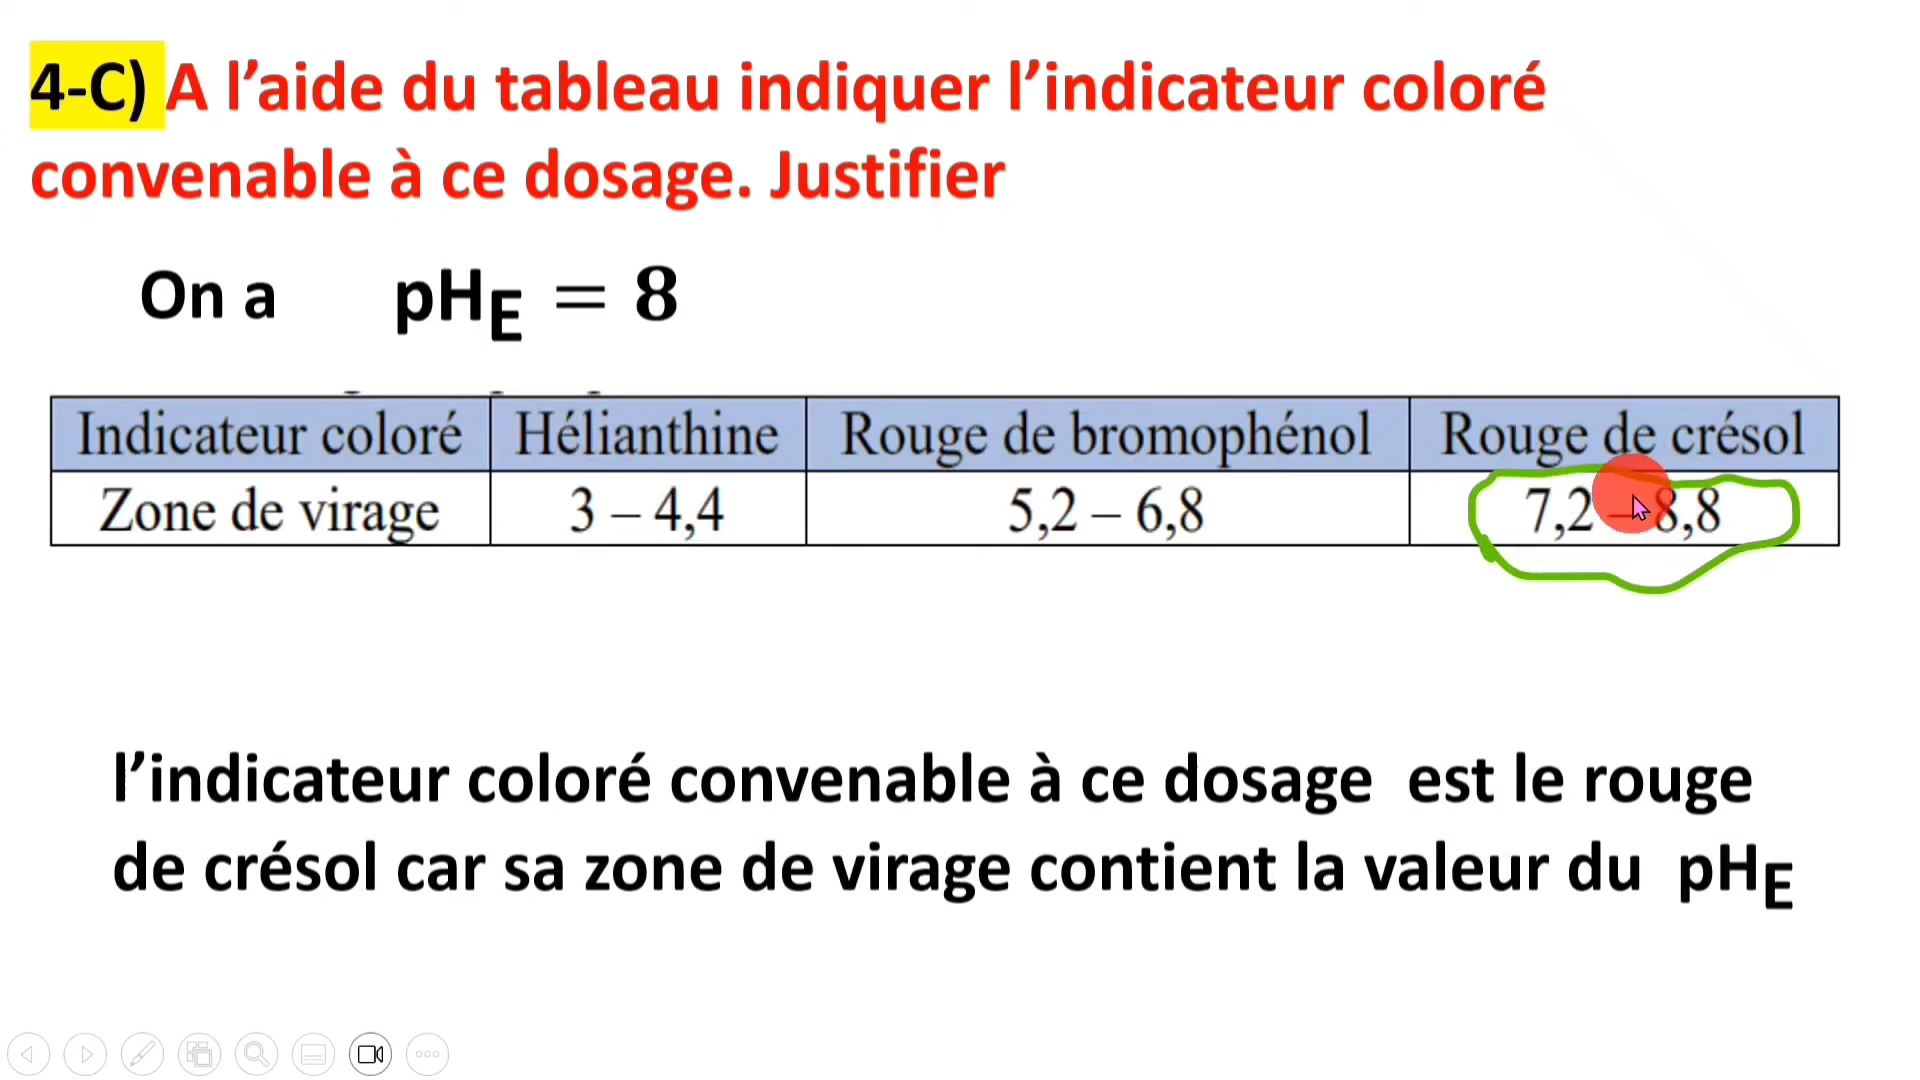 4-C) A l’aide du tableau indiquer l’indicateur coloré
convenable à ce dosage. Justifier
On a pHE = 8
Indicateur coloré Hélianthine Rouge de bromophénol Rouge de crésol
Zone de virage 3 – 4,4 5,2 – 6,8 7,2 – 8,8
l’indicateur coloré convenable à ce dosage est le rouge
de crésol car sa zone de virage contient la valeur du pHE